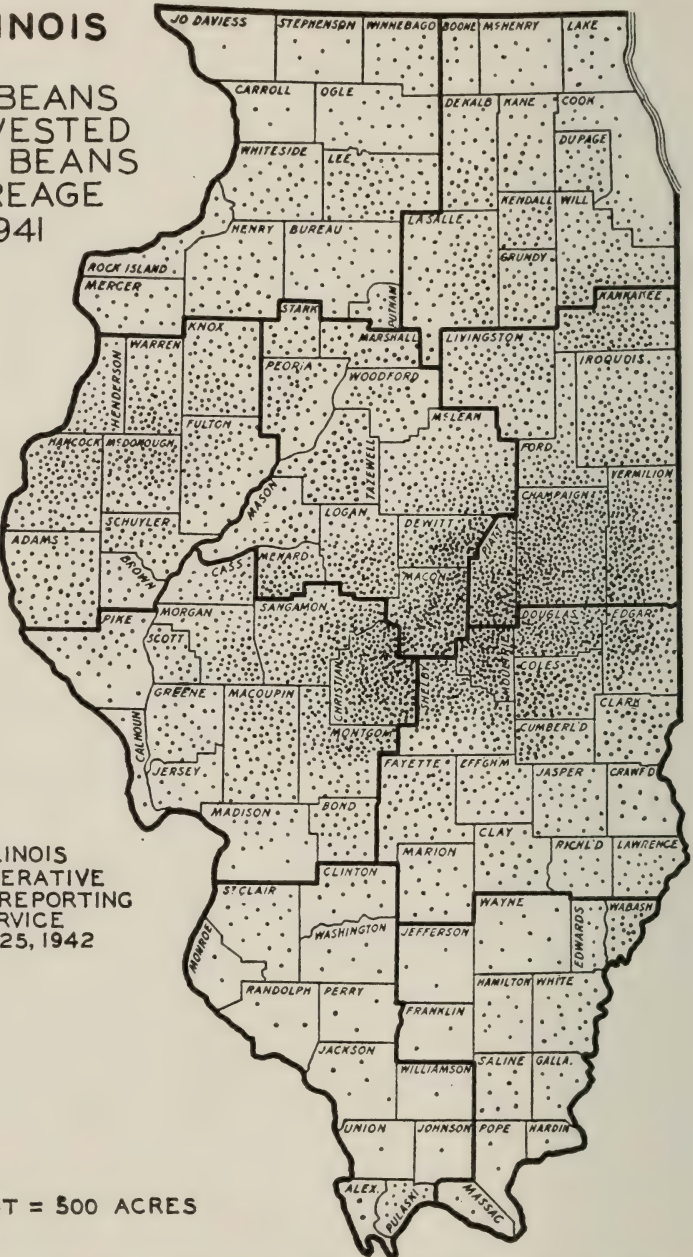 INOIS
BEANS
VESTED
BEANS
REAGE
941
JO DAVIESS
STEPHENSON
WINNEBAGO
BOONE
McHENRY
LAKE
CARROLL
OGLE
DEKALB
KANE
COOK
DUPAGE
WHITESIDE
LEE
KENDALL
WILL
HENRY
BUREAU
LASALLE
GRUNDY
ROCK ISLAND
MERCER
PUTNAM
KANKAKEE
STARK
KNOX
MARSHALL
LIVINGSTON
WARREN
HENDERSON
PEORIA
WOODFORD
IROQUOIS
FULTON
TAZEWELL
McLEAN
HANCOCK
McDONOUGH
FORD
MASON
VERMILION
CHAMPAIGN
LOGAN
DEWITT
PIATT
SCHUYLER
ADAMS
BROWN
CASS
MENARD
MACON
PIKE
MORGAN
SANGAMON
DOUGLAS
EDGAR
SCOTT
CHRISTIAN
SHELBY
MOULTRIE
COLES
GREENE
MACOUPIN
CLARK
CALHOUN
MONTGOM
CUMBERL'D
JERSEY
FAYETTE
EFFGHM
JASPER
CRAWF'D
MADISON
BOND
CLAY
MARION
RICHL'D
LAWRENCE
LINOIS
ERATIVE
REPORTING
RVICE
25, 1942
CLINTON
ST CLAIR
WAYNE
EDWARDS
WABASH
MONROE
WASHINGTON
JEFFERSON
RANDOLPH
PERRY
HAMILTON
WHITE
FRANKLIN
JACKSON
WILLIAMSON
SALINE
GALLA.
UNION
JOHNSON
POPE
HARDIN
ALEX.
PULASKI
MASSAC
T = 500 ACRES